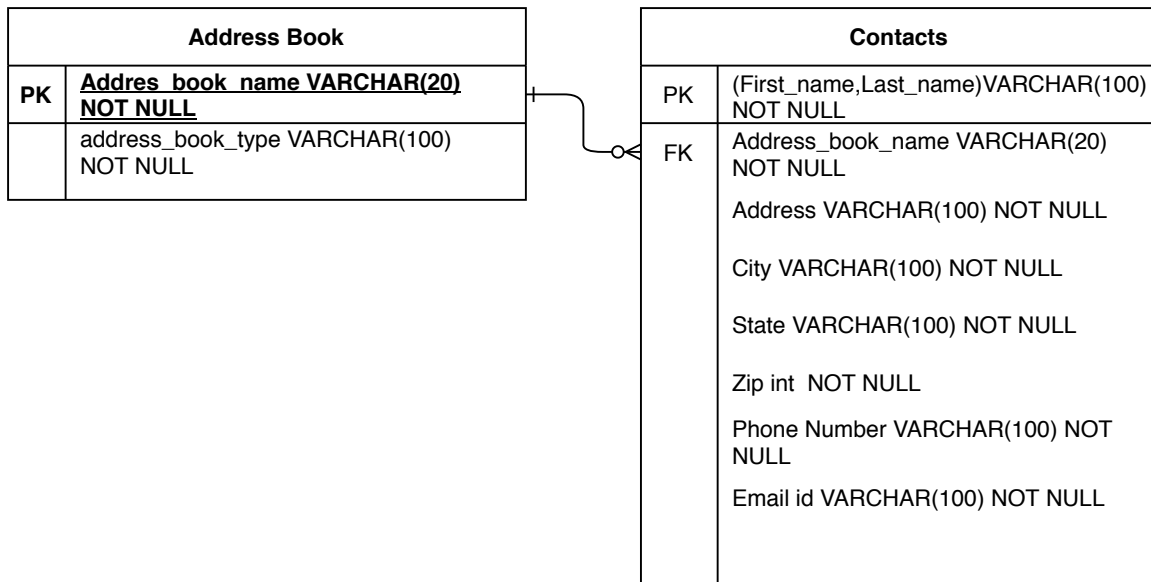 Address Book
PK
Addres_book_name VARCHAR(20)
NOT NULL
address_book_type VARCHAR(100)
NOT NULL
Contacts
PK
(First_name,Last_name)VARCHAR(100)
NOT NULL
FK
Address_book_name VARCHAR(20)
NOT NULL
Address VARCHAR(100) NOT NULL
City VARCHAR(100) NOT NULL
State VARCHAR(100) NOT NULL
Zip int  NOT NULL
Phone Number VARCHAR(100) NOT
NULL
Email id VARCHAR(100) NOT NULL